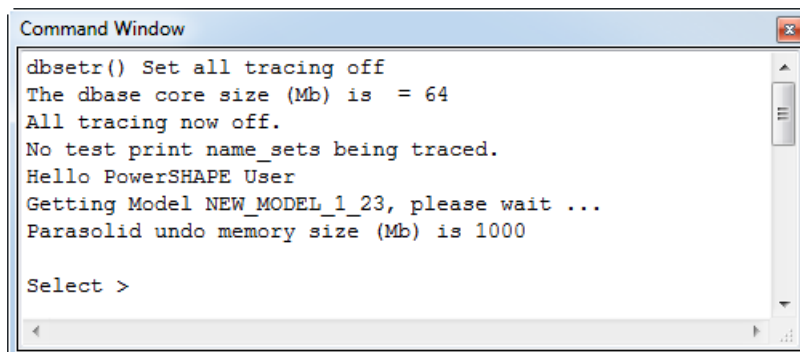 Command Window
dbsetr() Set all tracing off
The dbase core size (Mb) is  = 64
All tracing now off.
No test print name_sets being traced.
Hello PowerSHAPE User
Getting Model NEW_MODEL_1_23, please wait ...
Parasolid undo memory size (Mb) is 1000
Select >